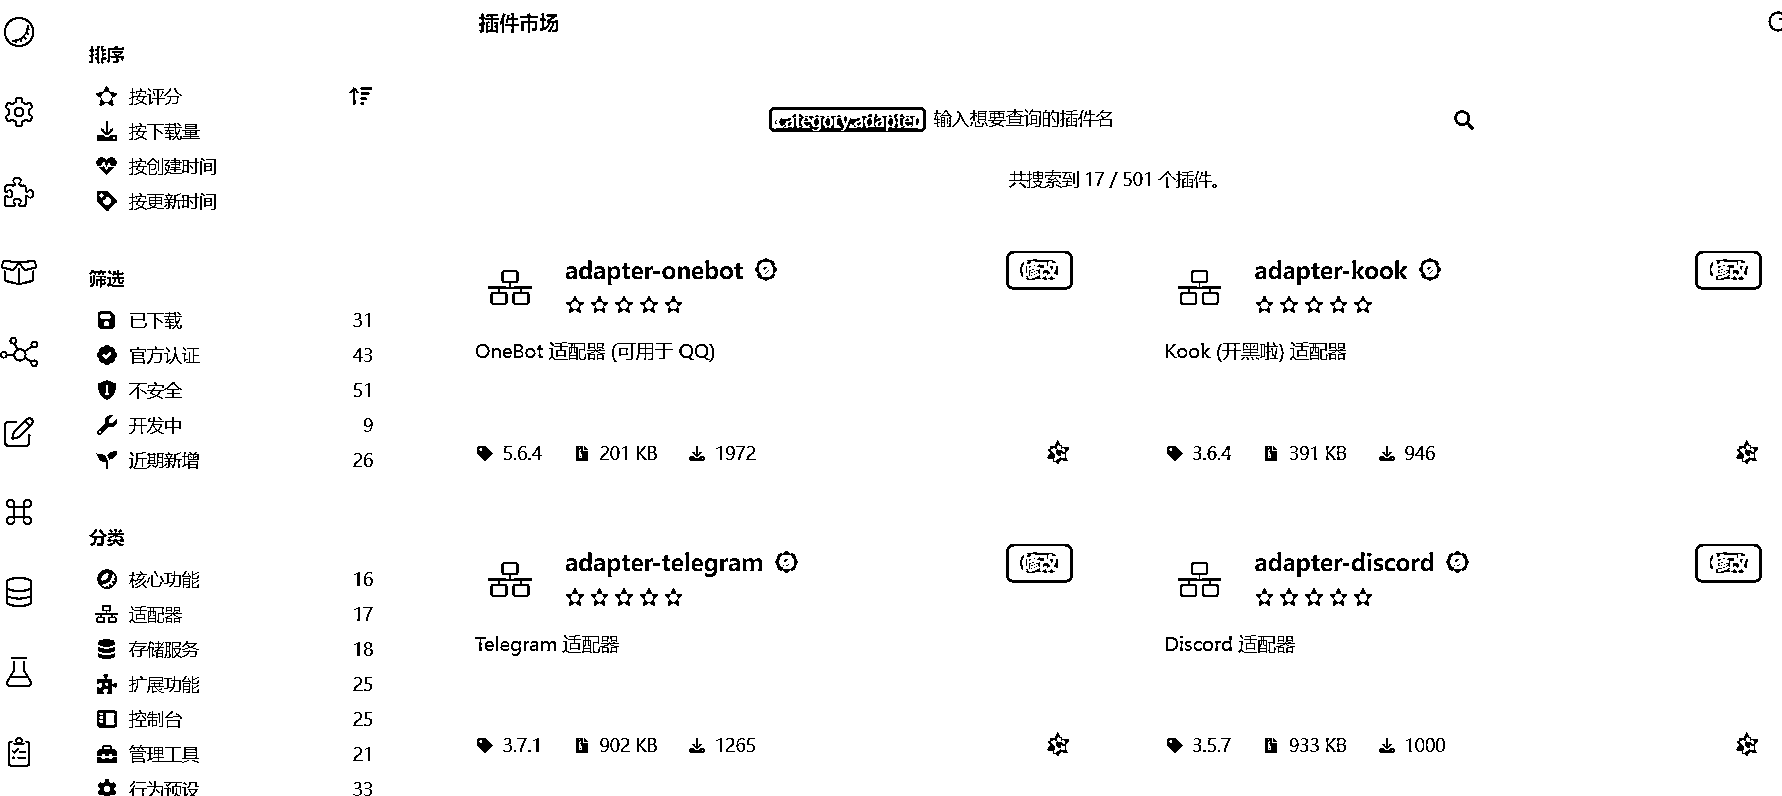 插件市场
排序
按评分
按下载量
按创建时间
按更新时间
筛选
已下载 31
官方认证 43
不安全 51
开发中 9
近期新增 26
分类
核心功能 16
适配器 17
存储服务 18
扩展功能 25
控制台 25
管理工具 21
行为预设 33
category:adapter 输入想要查询的插件名
共搜索到 17 / 501 个插件。
adapter-onebot
修改
OneBot 适配器 (可用于 QQ)
5.6.4 201 KB 1972
adapter-kook
修改
Kook (开黑啦) 适配器
3.6.4 391 KB 946
adapter-telegram
修改
Telegram 适配器
3.7.1 902 KB 1265
adapter-discord
修改
Discord 适配器
3.5.7 933 KB 1000